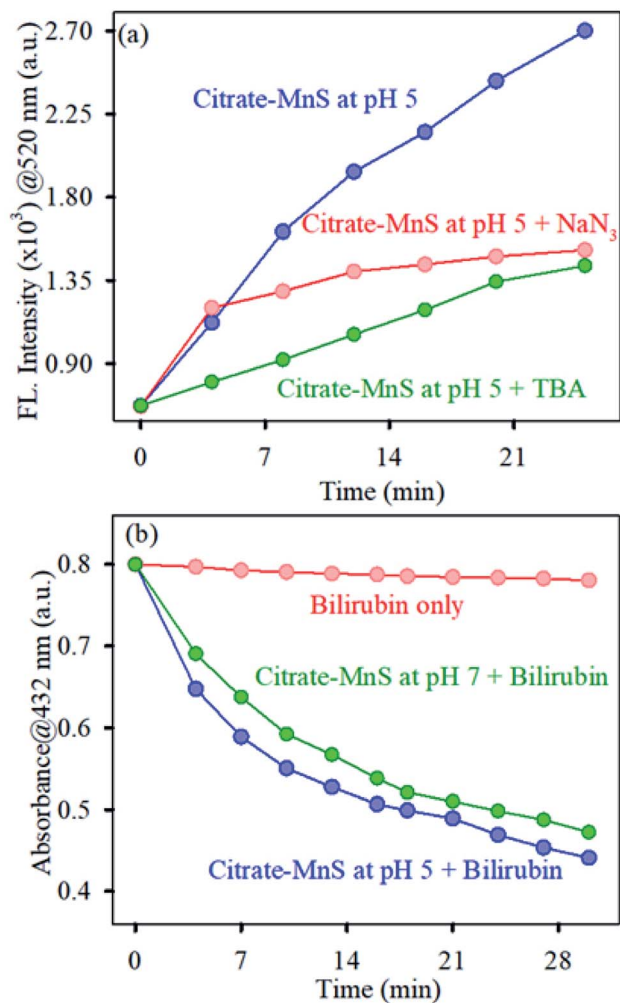 (a)
2.70
2.25
1.80
1.35
0.90
FL. Intensity (x10³) @520 nm (a.u.)
Citrate-MnS at pH 5
Citrate-MnS at pH 5 + NaN₃
Citrate-MnS at pH 5 + TBA
0 7 14 21
Time (min)
(b)
0.8
0.7
0.6
0.5
0.4
Absorbance@432 nm (a.u.)
Bilirubin only
Citrate-MnS at pH 7 + Bilirubin
Citrate-MnS at pH 5 + Bilirubin
0 7 14 21 28
Time (min)